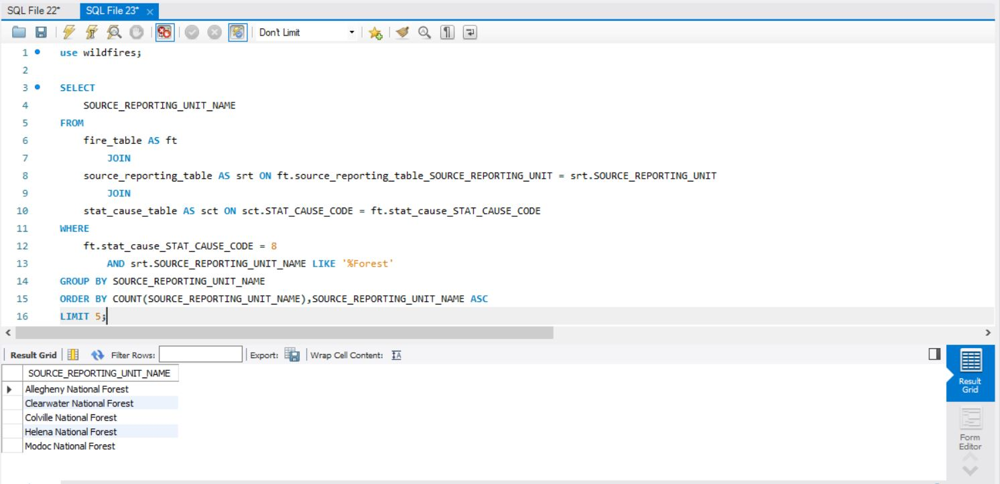 SQL File 22*
SQL File 23*
Don't Limit
1 use wildfires;
2
3 SELECT
4 SOURCE_REPORTING_UNIT_NAME
5 FROM
6 fire_table AS ft
7 JOIN
8 source_reporting_table AS srt ON ft.source_reporting_table_SOURCE_REPORTING_UNIT = srt.SOURCE_REPORTING_UNIT
9 JOIN
10 stat_cause_table AS sct ON sct.STAT_CAUSE_CODE = ft.stat_cause_STAT_CAUSE_CODE
11 WHERE
12 ft.stat_cause_STAT_CAUSE_CODE = 8
13 AND srt.SOURCE_REPORTING_UNIT_NAME LIKE '%Forest'
14 GROUP BY SOURCE_REPORTING_UNIT_NAME
15 ORDER BY COUNT(SOURCE_REPORTING_UNIT_NAME),SOURCE_REPORTING_UNIT_NAME ASC
16 LIMIT 5;
Result Grid Filter Rows: Export: Wrap Cell Content:
SOURCE_REPORTING_UNIT_NAME
Allegheny National Forest
Clearwater National Forest
Colville National Forest
Helena National Forest
Modoc National Forest
Result
Grid
Form
Editor